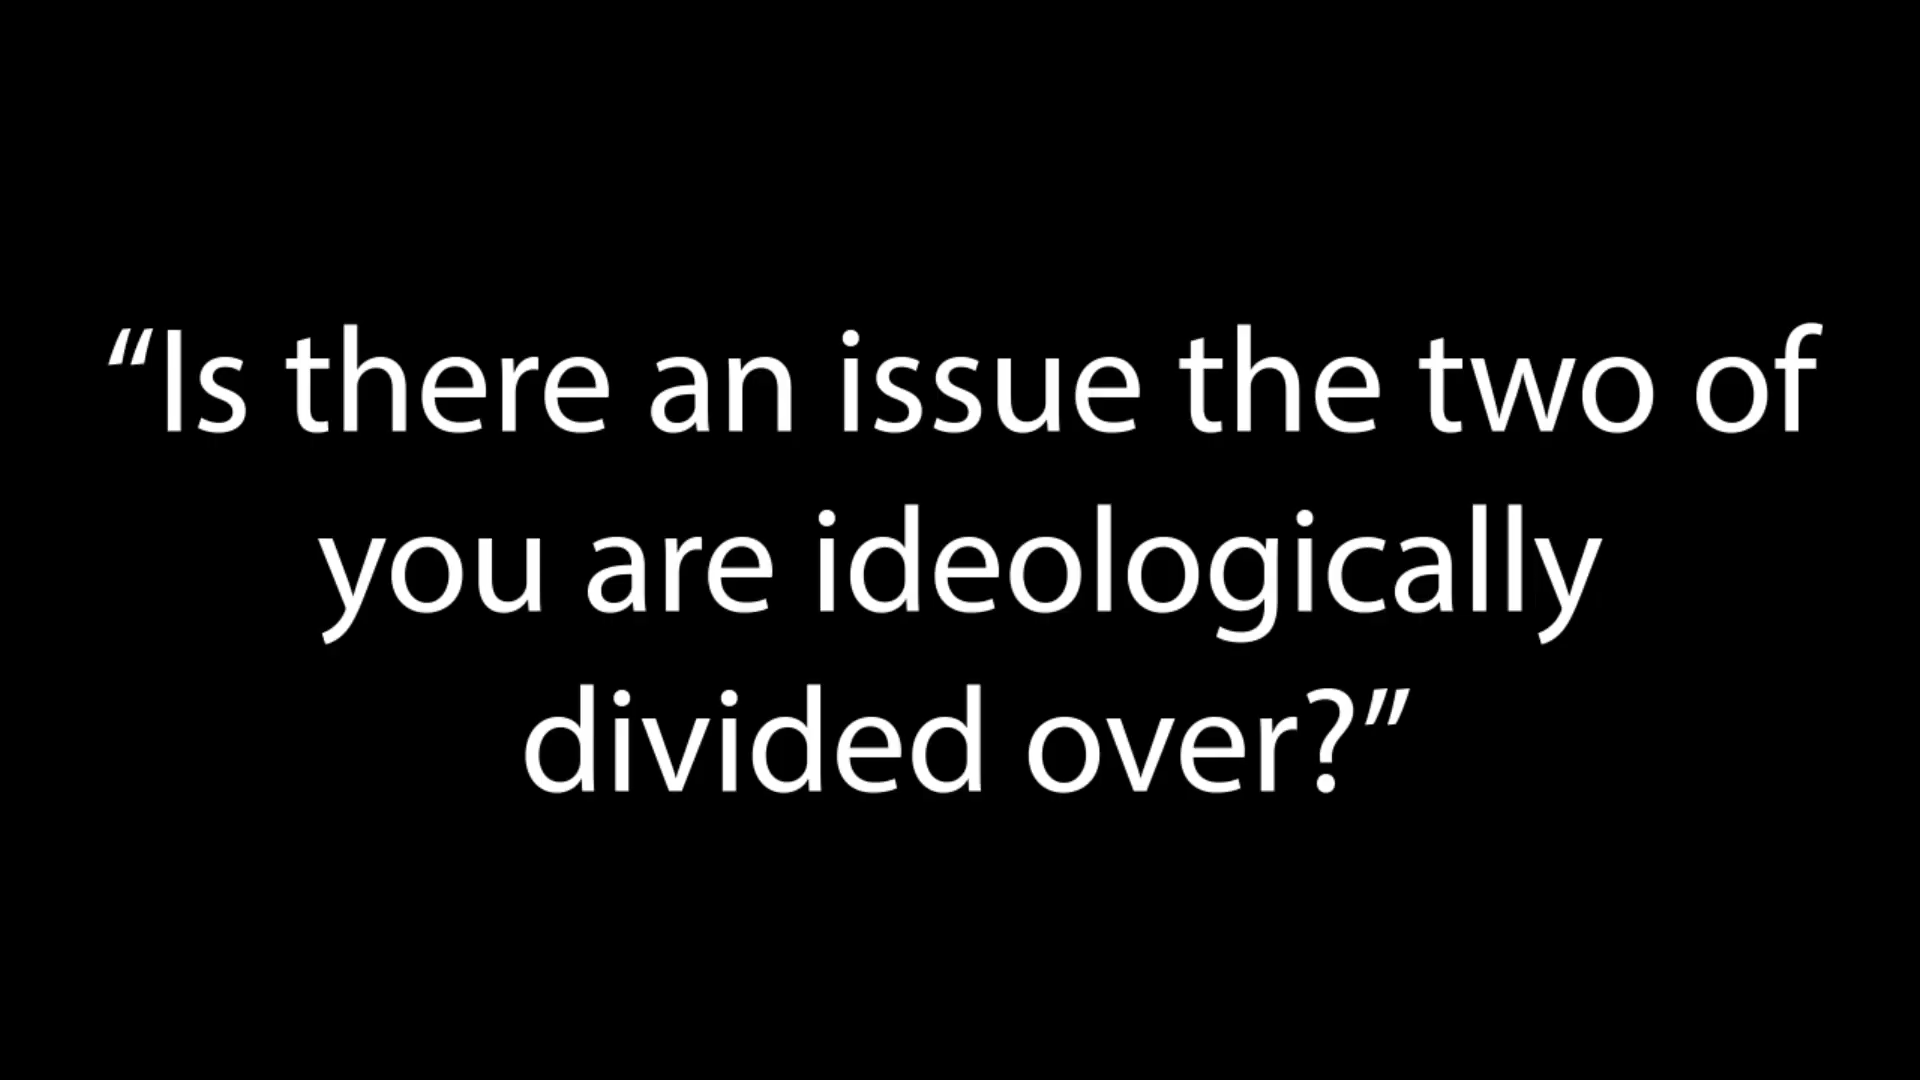 “Is there an issue the two of
you are ideologically
divided over?”